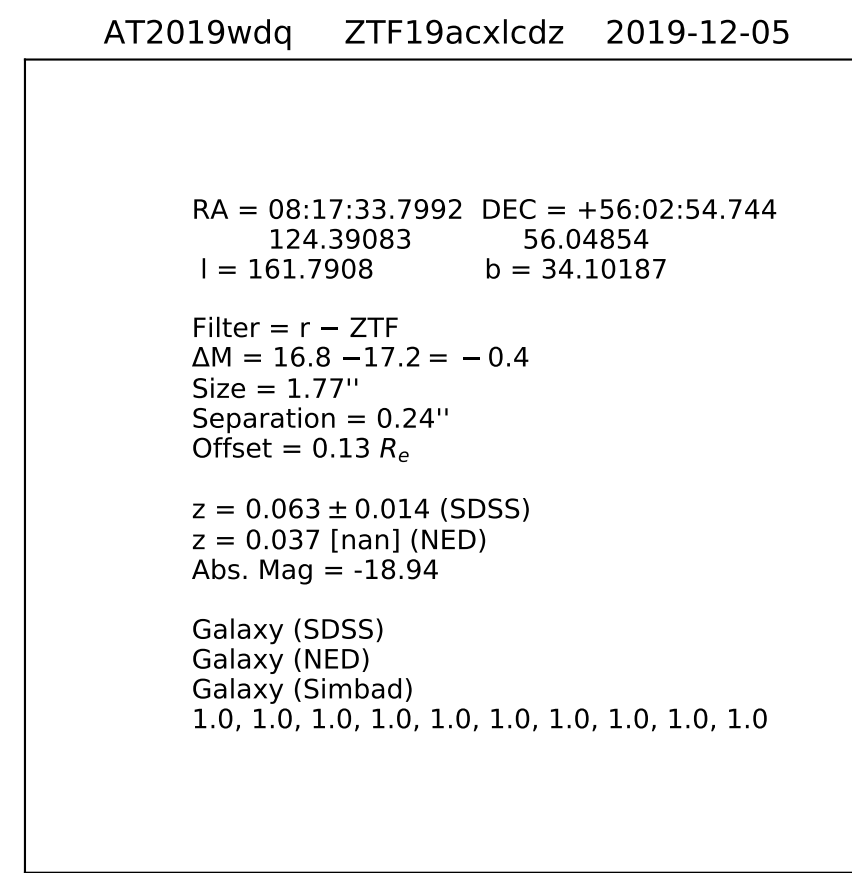 AT2019wdq ZTF19acxlcdz 2019-12-05
RA = 08:17:33.7992 DEC = +56:02:54.744
124.39083 56.04854
l = 161.7908 b = 34.10187
Filter = r − ZTF
ΔM = 16.8 −17.2 = − 0.4
Size = 1.77''
Separation = 0.24''
Offset = 0.13 Rₑ
z = 0.063 ± 0.014 (SDSS)
z = 0.037 [nan] (NED)
Abs. Mag = -18.94
Galaxy (SDSS)
Galaxy (NED)
Galaxy (Simbad)
1.0, 1.0, 1.0, 1.0, 1.0, 1.0, 1.0, 1.0, 1.0, 1.0